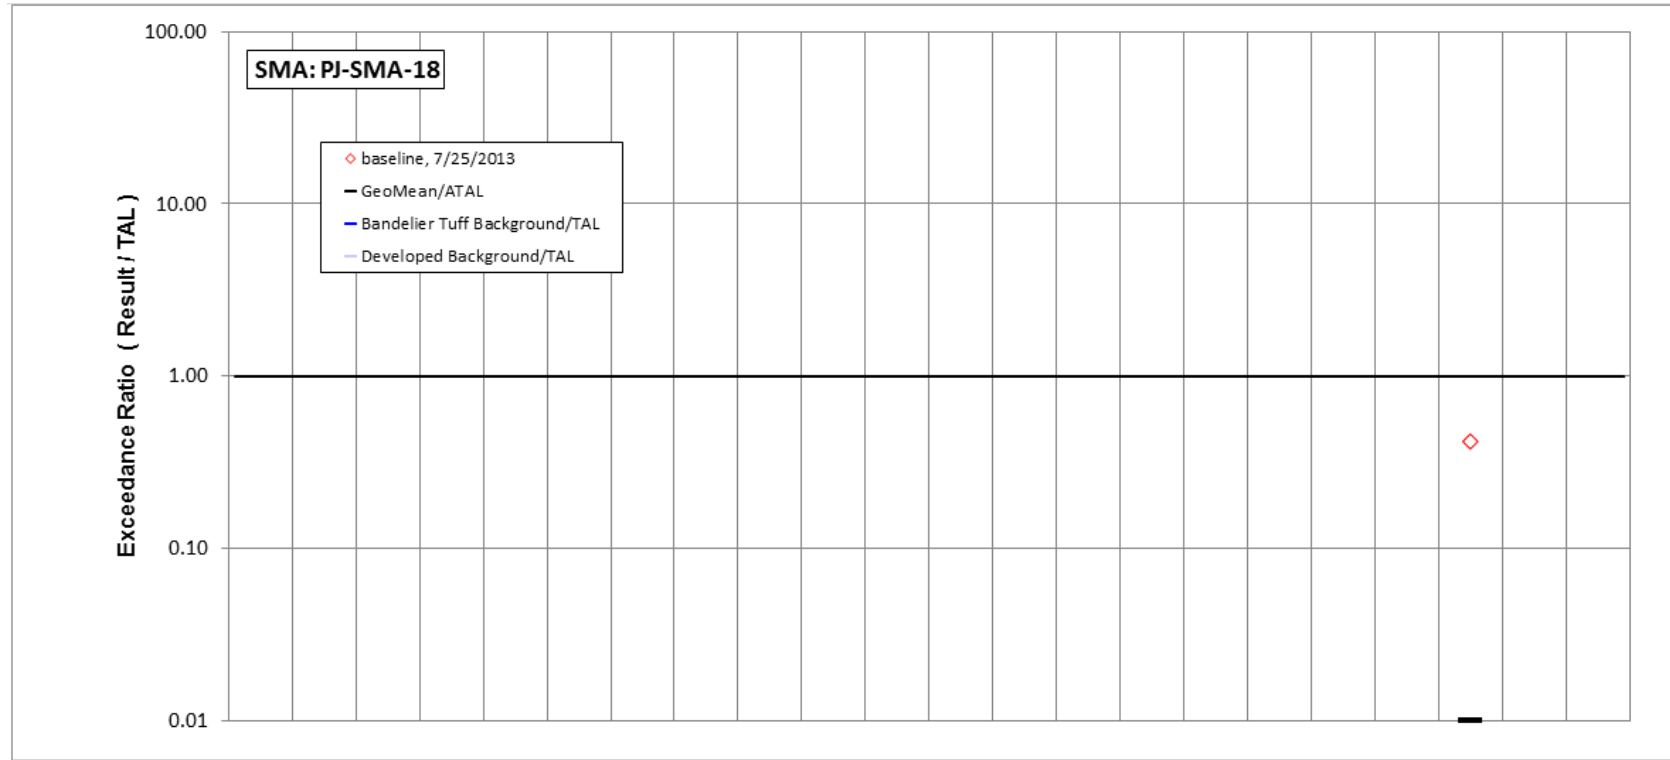 100.00
SMA: PJ-SMA-18
baseline, 7/25/2013
GeoMean/ATAL
10.00
Bandelier Tuff Background/TAL
Developed Background/TAL
Exceedance Ratio ( Result / TAL )
1.00
0.10
0.01